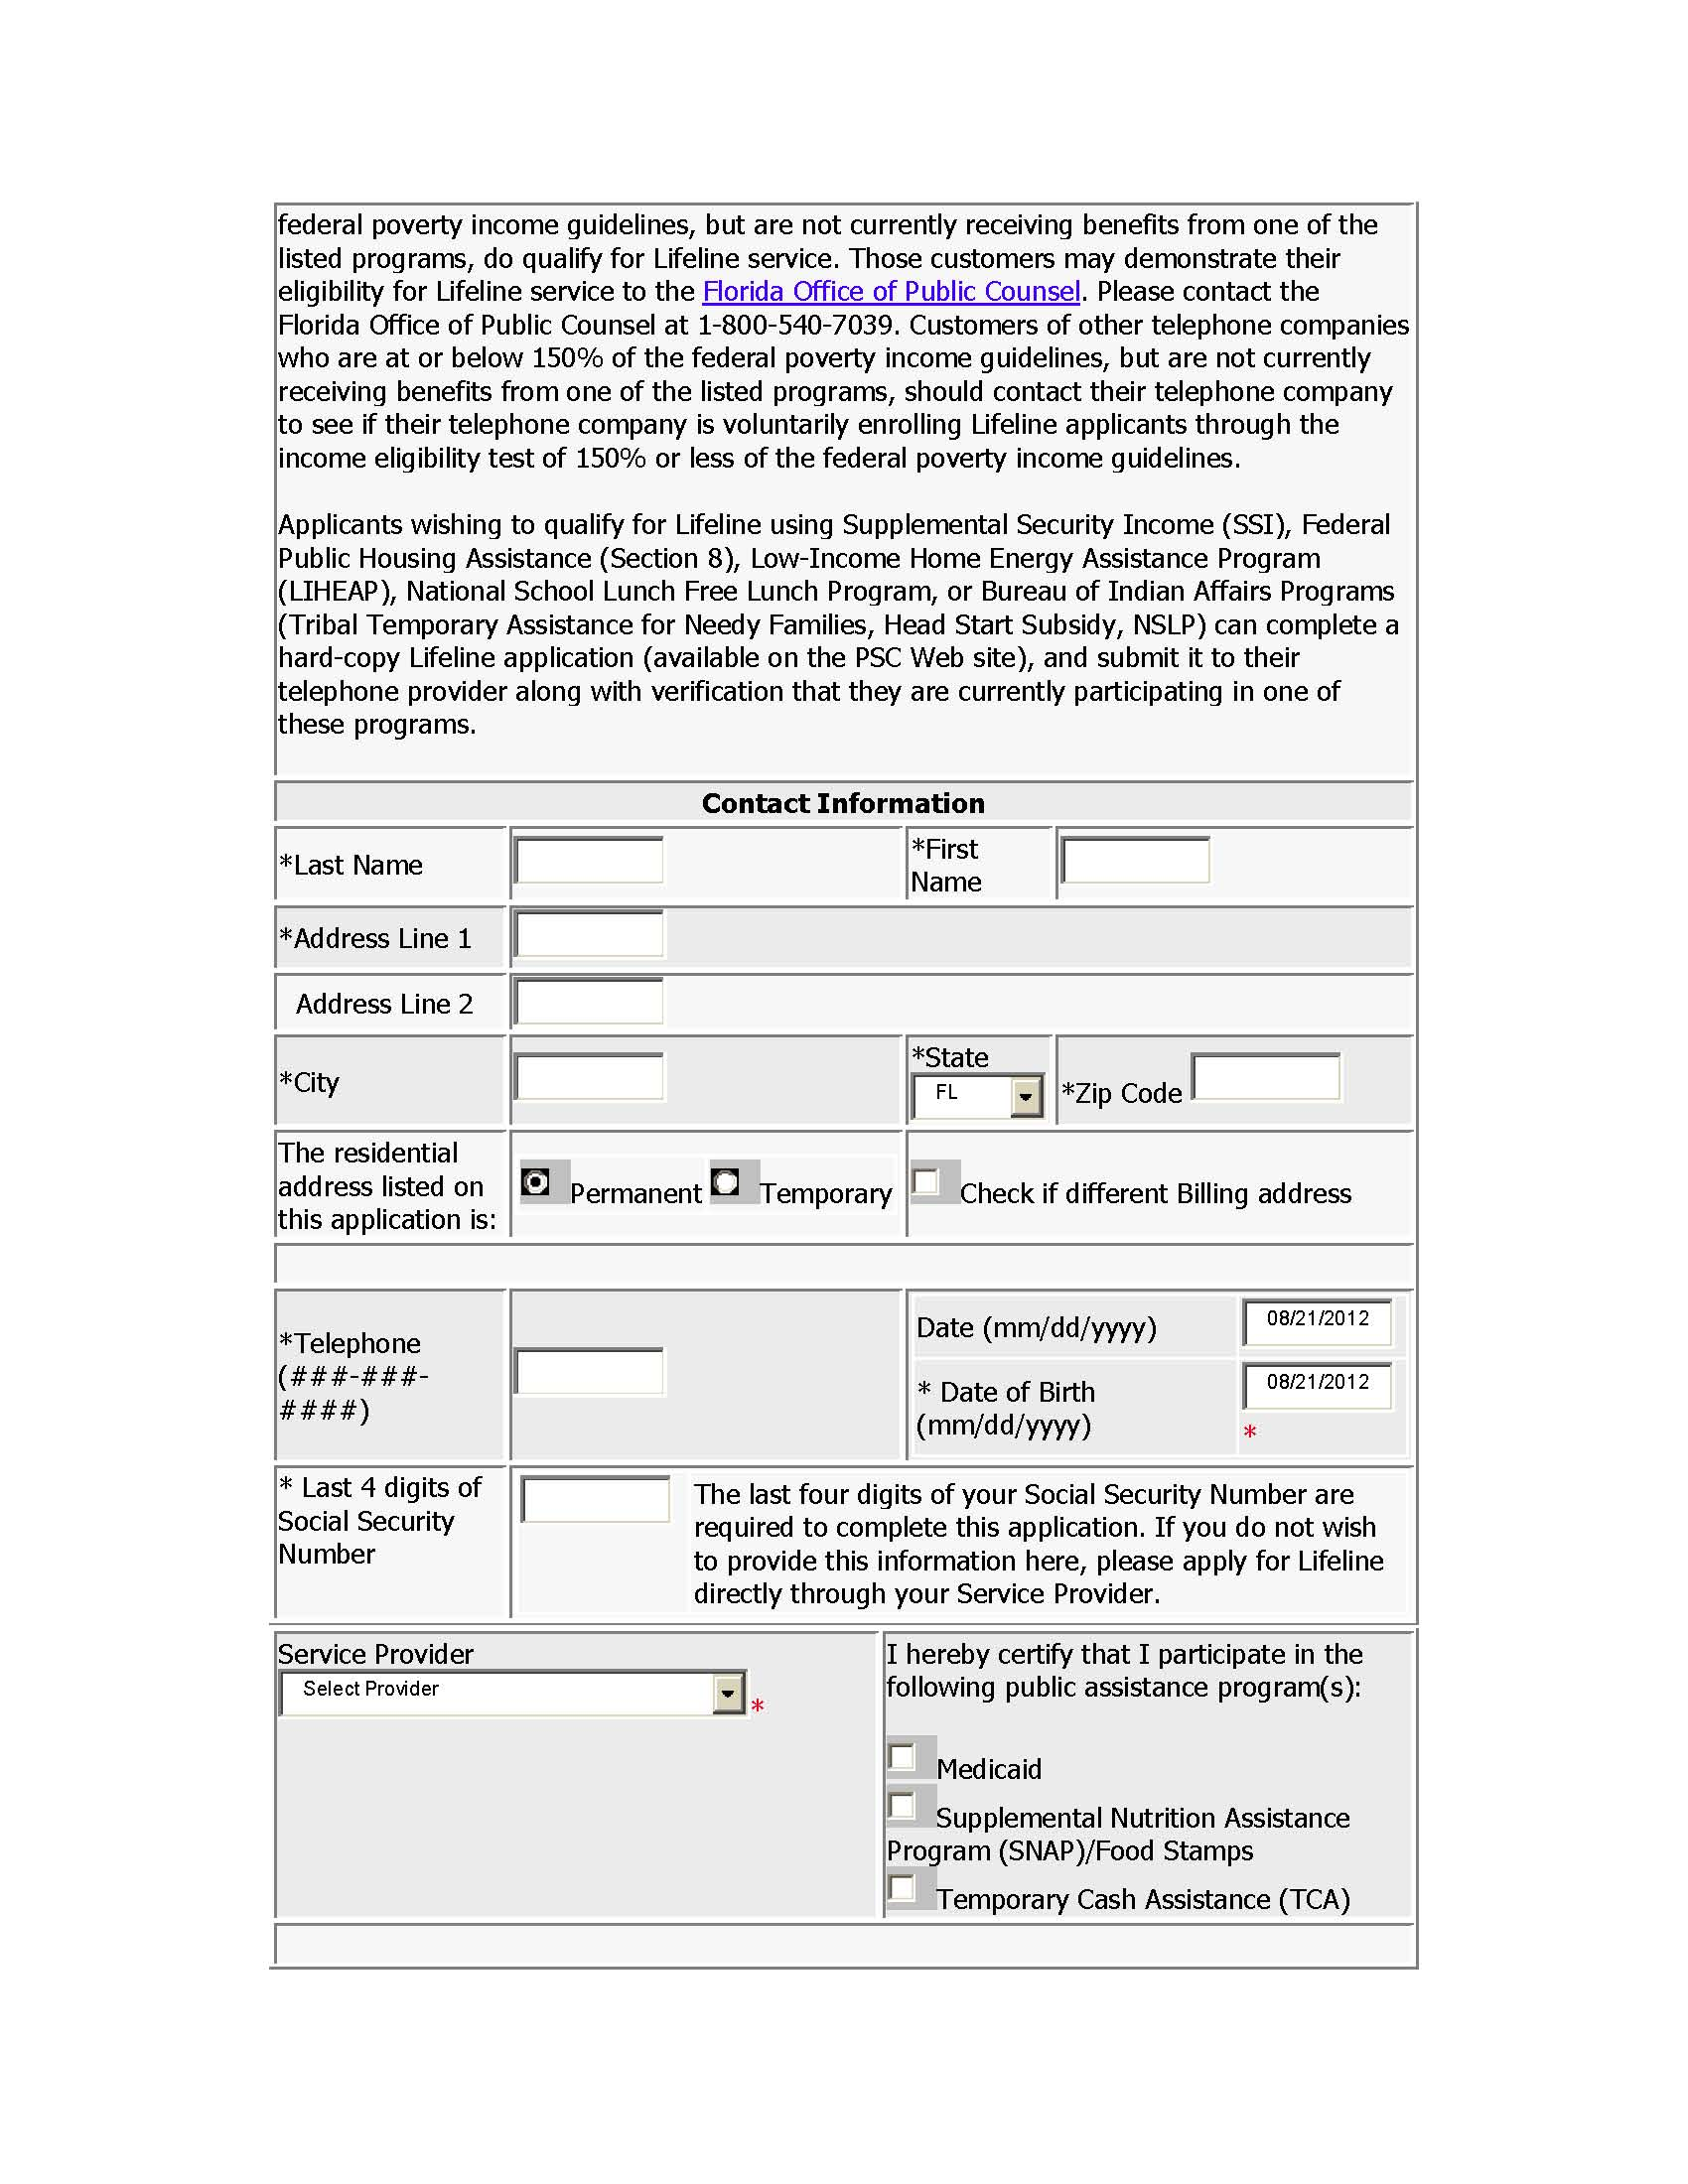 federal poverty income guidelines, but are not currently receiving benefits from one of the
listed programs, do qualify for Lifeline service. Those customers may demonstrate their
eligibility for Lifeline service to the Florida Office of Public Counsel. Please contact the
Florida Office of Public Counsel at 1-800-540-7039. Customers of other telephone companies
who are at or below 150% of the federal poverty income guidelines, but are not currently
receiving benefits from one of the listed programs, should contact their telephone company
to see if their telephone company is voluntarily enrolling Lifeline applicants through the
income eligibility test of 150% or less of the federal poverty income guidelines.
Applicants wishing to qualify for Lifeline using Supplemental Security Income (SSI), Federal
Public Housing Assistance (Section 8), Low-Income Home Energy Assistance Program
(LIHEAP), National School Lunch Free Lunch Program, or Bureau of Indian Affairs Programs
(Tribal Temporary Assistance for Needy Families, Head Start Subsidy, NSLP) can complete a
hard-copy Lifeline application (available on the PSC Web site), and submit it to their
telephone provider along with verification that they are currently participating in one of
these programs.
Contact Information
*Last Name
*First
Name
*Address Line 1
Address Line 2
*City
*State
FL
*Zip Code
The residential
address listed on
this application is:
Permanent Temporary
Check if different Billing address
*Telephone
(###-###-
####)
Date (mm/dd/yyyy) 08/21/2012
* Date of Birth
(mm/dd/yyyy)
08/21/2012
*
* Last 4 digits of
Social Security
Number
The last four digits of your Social Security Number are
required to complete this application. If you do not wish
to provide this information here, please apply for Lifeline
directly through your Service Provider.
Service Provider
Select Provider *
I hereby certify that I participate in the
following public assistance program(s):
Medicaid
Supplemental Nutrition Assistance
Program (SNAP)/Food Stamps
Temporary Cash Assistance (TCA)